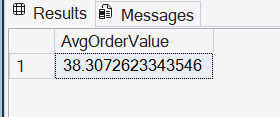 Results Messages
AvgOrderValue
1 38.3072623343546